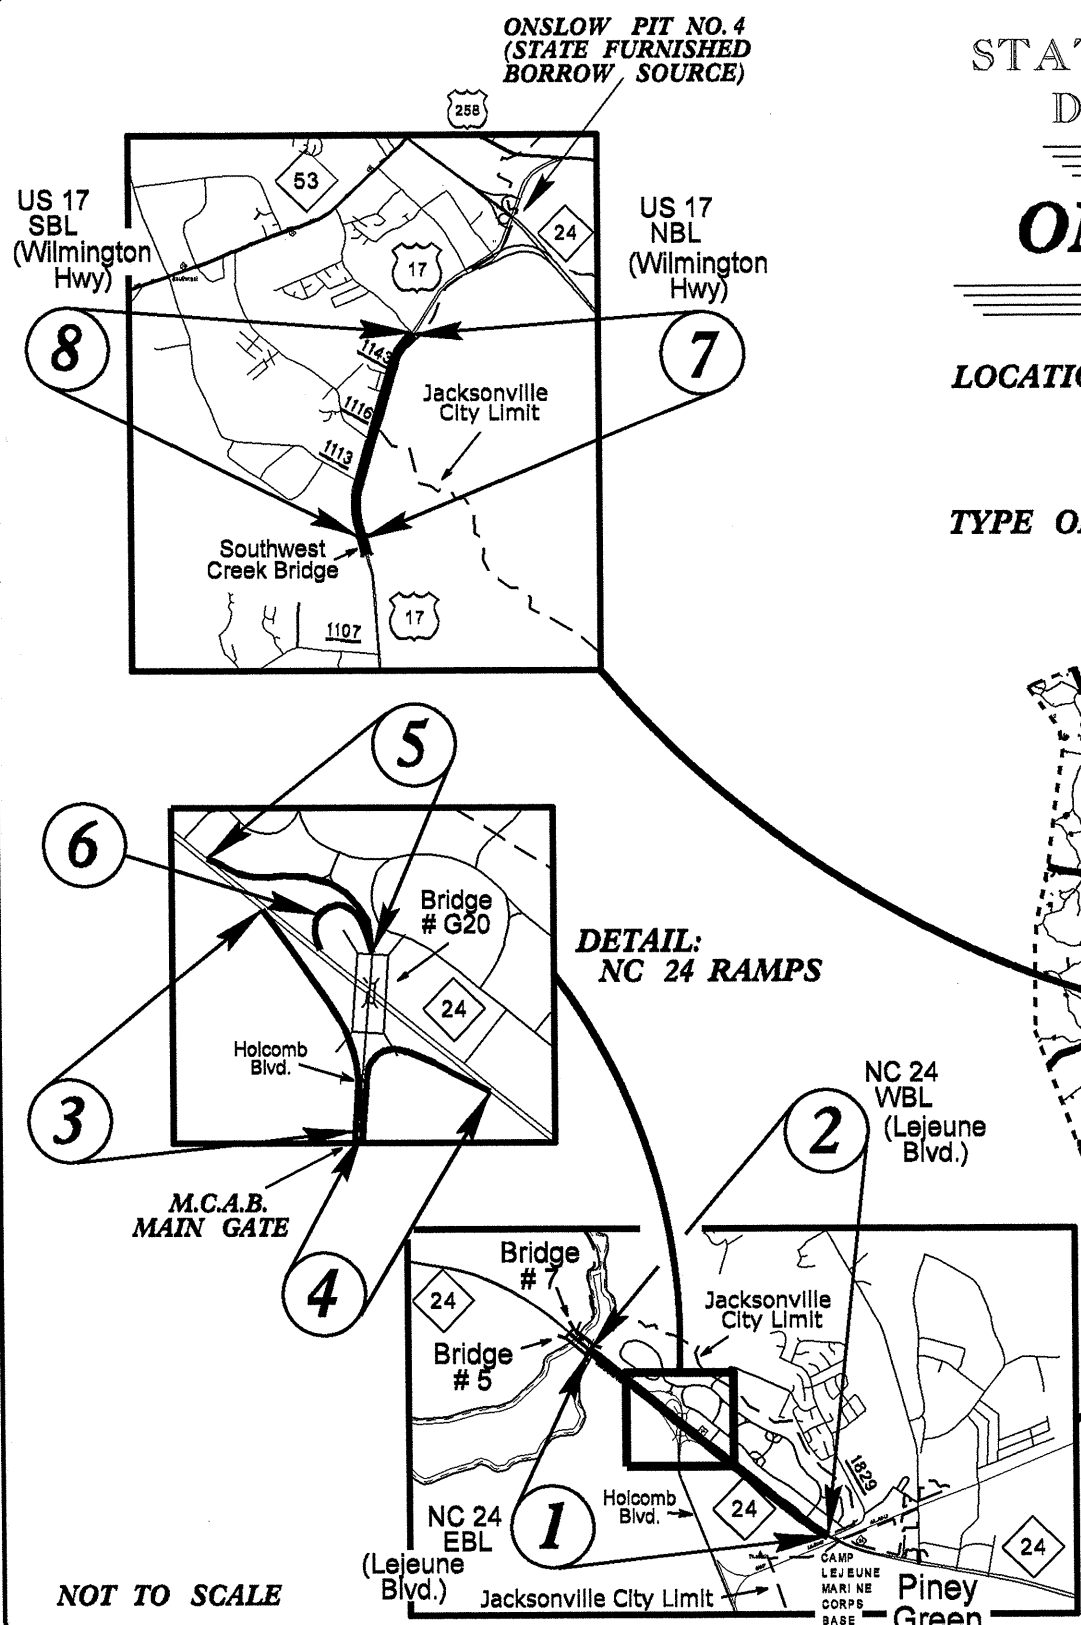 ONSLOW PIT NO. 4
(STATE FURNISHED
BORROW SOURCE)
258
53
24
17
US 17
SBL
(Wilmington
Hwy)
US 17
NBL
(Wilmington
Hwy)
8
7
1143
1116
1113
Jacksonville
City Limit
Southwest
Creek Bridge
17
1107
STAT
D
LOCATIO
TYPE O
5
6
Bridge
# G20
24
DETAIL:
NC 24 RAMPS
Holcomb
Blvd.
3
M.C.A.B.
MAIN GATE
4
2
NC 24
WBL
(Lejeune
Blvd.)
Bridge
# 7
24
Bridge
# 5
Jacksonville
City Limit
1829
Holcomb
Blvd.
24
1
NC 24
EBL
(Lejeune
Blvd.)
24
CAMP
LEJEUNE
MARINE
CORPS
BASE
Piney
Green
Jacksonville City Limit
NOT TO SCALE